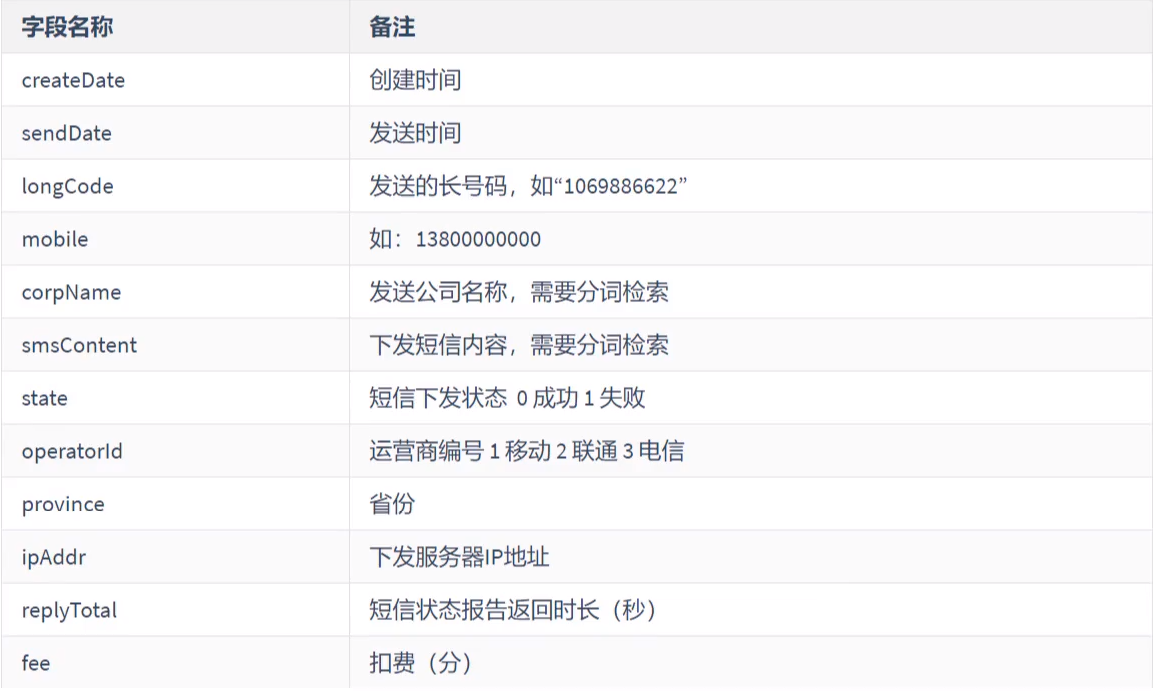 字段名称 备注
createDate 创建时间
sendDate 发送时间
longCode 发送的长号码，如“1069886622”
mobile 如：13800000000
corpName 发送公司名称，需要分词检索
smsContent 下发短信内容，需要分词检索
state 短信下发状态 0 成功 1 失败
operatorId 运营商编号 1 移动 2 联通 3 电信
province 省份
ipAddr 下发服务器IP地址
replyTotal 短信状态报告返回时长（秒）
fee 扣费（分）